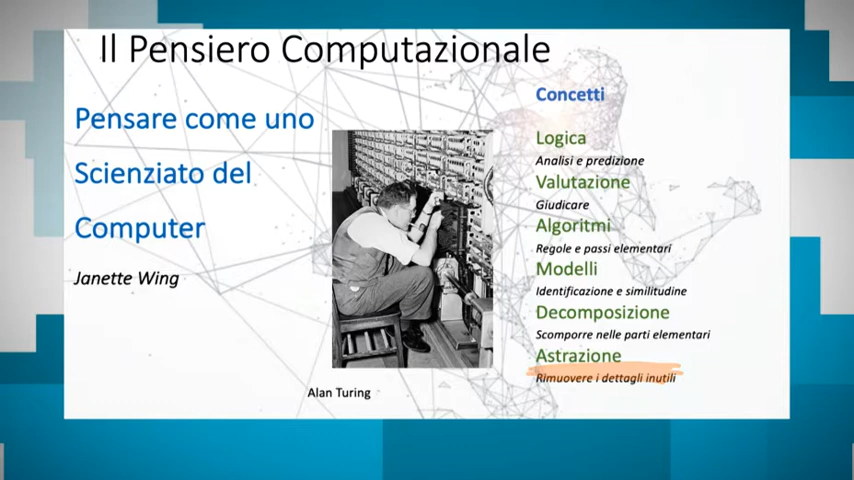 Il Pensiero Computazionale
Pensare come uno
Scienziato del
Computer
Janette Wing
Alan Turing
Concetti
Logica
Analisi e predizione
Valutazione
Giudicare
Algoritmi
Regole e passi elementari
Modelli
Identificazione e similitudine
Decomposizione
Scomporre nelle parti elementari
Astrazione
Rimuovere i dettagli inutili